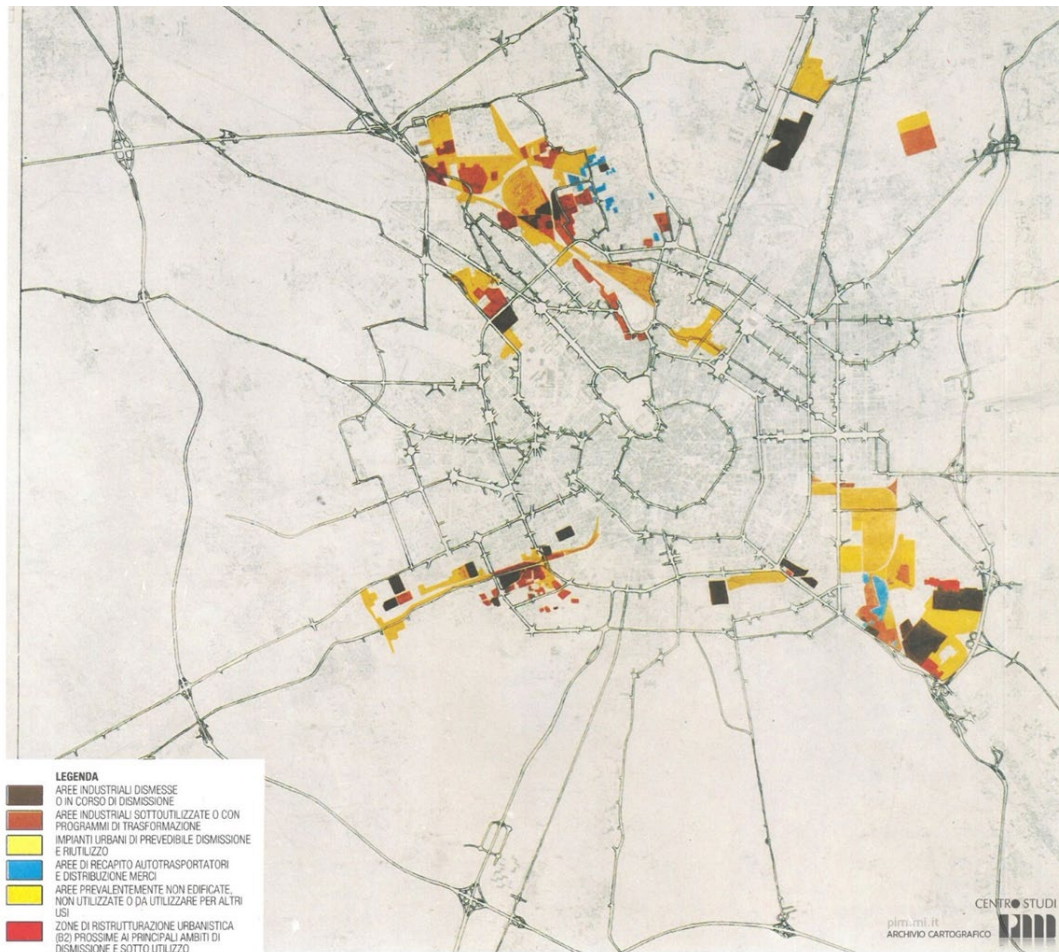 LEGENDA
AREE INDUSTRIALI DISMESSE
O IN CORSO DI DISMISSIONE
AREE INDUSTRIALI SOTTOUTILIZZATE O CON
PROGRAMMI DI TRASFORMAZIONE
IMPIANTI URBANI DI PREVEDIBILE DISMISSIONE
E RIUTILIZZO
AREE DI RECAPITO AUTOTRASPORTATORI
E DISTRIBUZIONE MERCI
AREE PREVALENTEMENTE NON EDIFICATE,
NON UTILIZZATE O DA UTILIZZARE PER ALTRI
USI
ZONE DI RISTRUTTURAZIONE URBANISTICA
(B2) PROSSIME AI PRINCIPALI AMBITI DI
DISMISSIONE E SOTTO UTILIZZO
CENTRO STUDI
pim.mi.it
ARCHIVIO CARTOGRAFICO
PIM